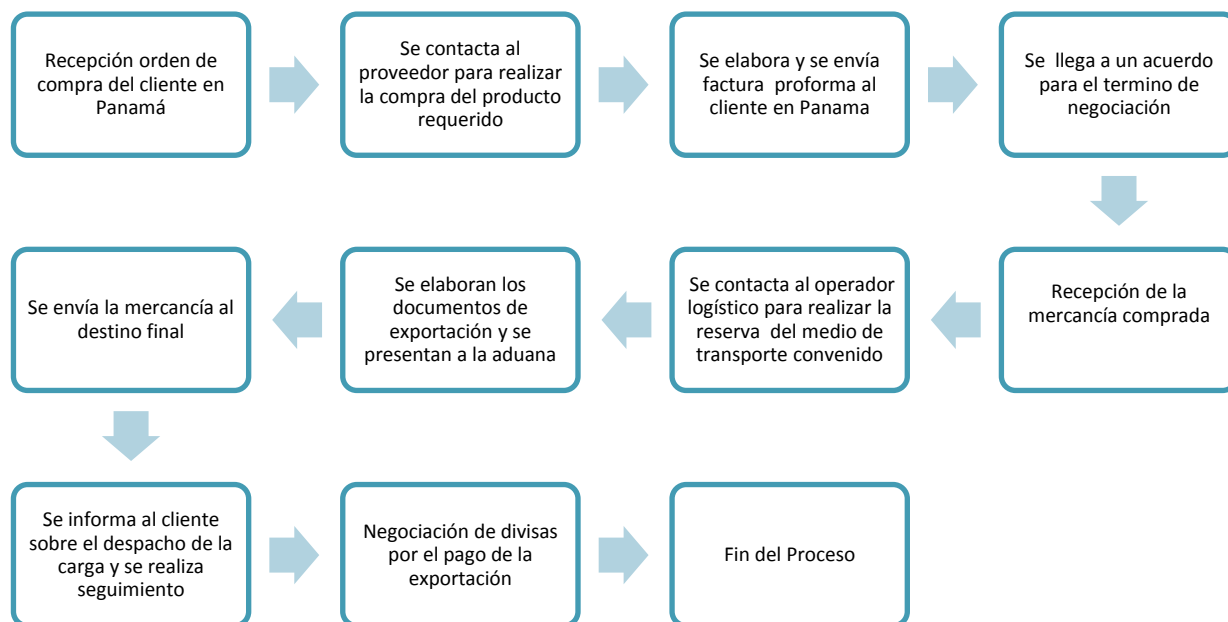 Recepción orden de
compra del cliente en
Panamá
Se contacta al
proveedor para realizar
la compra del producto
requerido
Se elabora y se envía
factura proforma al
cliente en Panama
Se llega a un acuerdo
para el termino de
negociación
Recepción de la
mercancía comprada
Se contacta al operador
logístico para realizar la
reserva del medio de
transporte convenido
Se elaboran los
documentos de
exportación y se
presentan a la aduana
Se envía la mercancía al
destino final
Se informa al cliente
sobre el despacho de la
carga y se realiza
seguimiento
Negociación de divisas
por el pago de la
exportación
Fin del Proceso